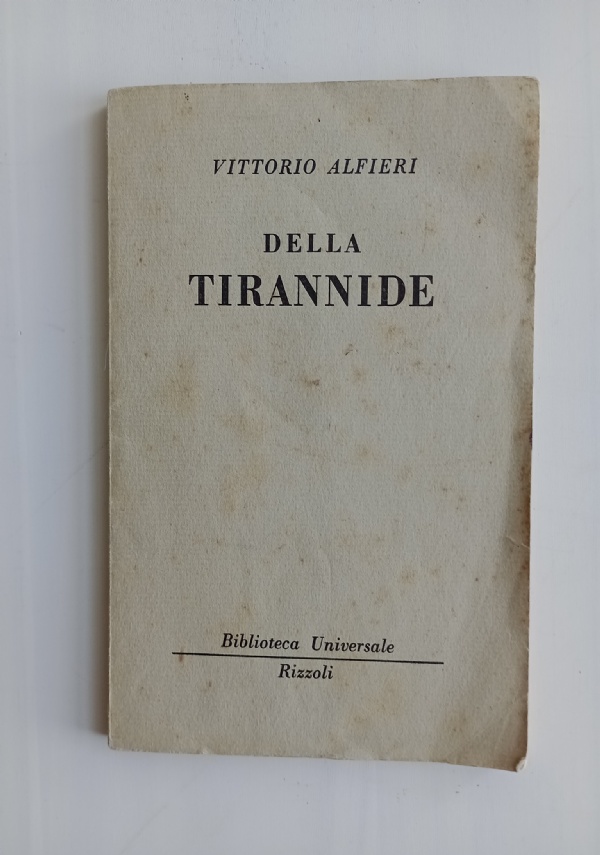 VITTORIO ALFIERI
DELLA
TIRANNIDE
Biblioteca Universale
Rizzoli